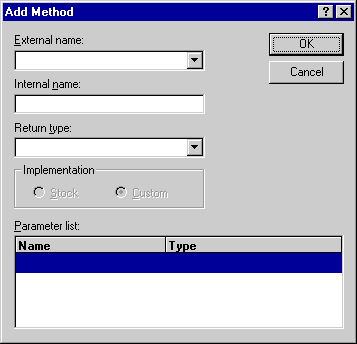 Add Method
External name:
OK
Cancel
Internal name:
Return type:
Implementation
Stock
Custom
Parameter list:
Name Type